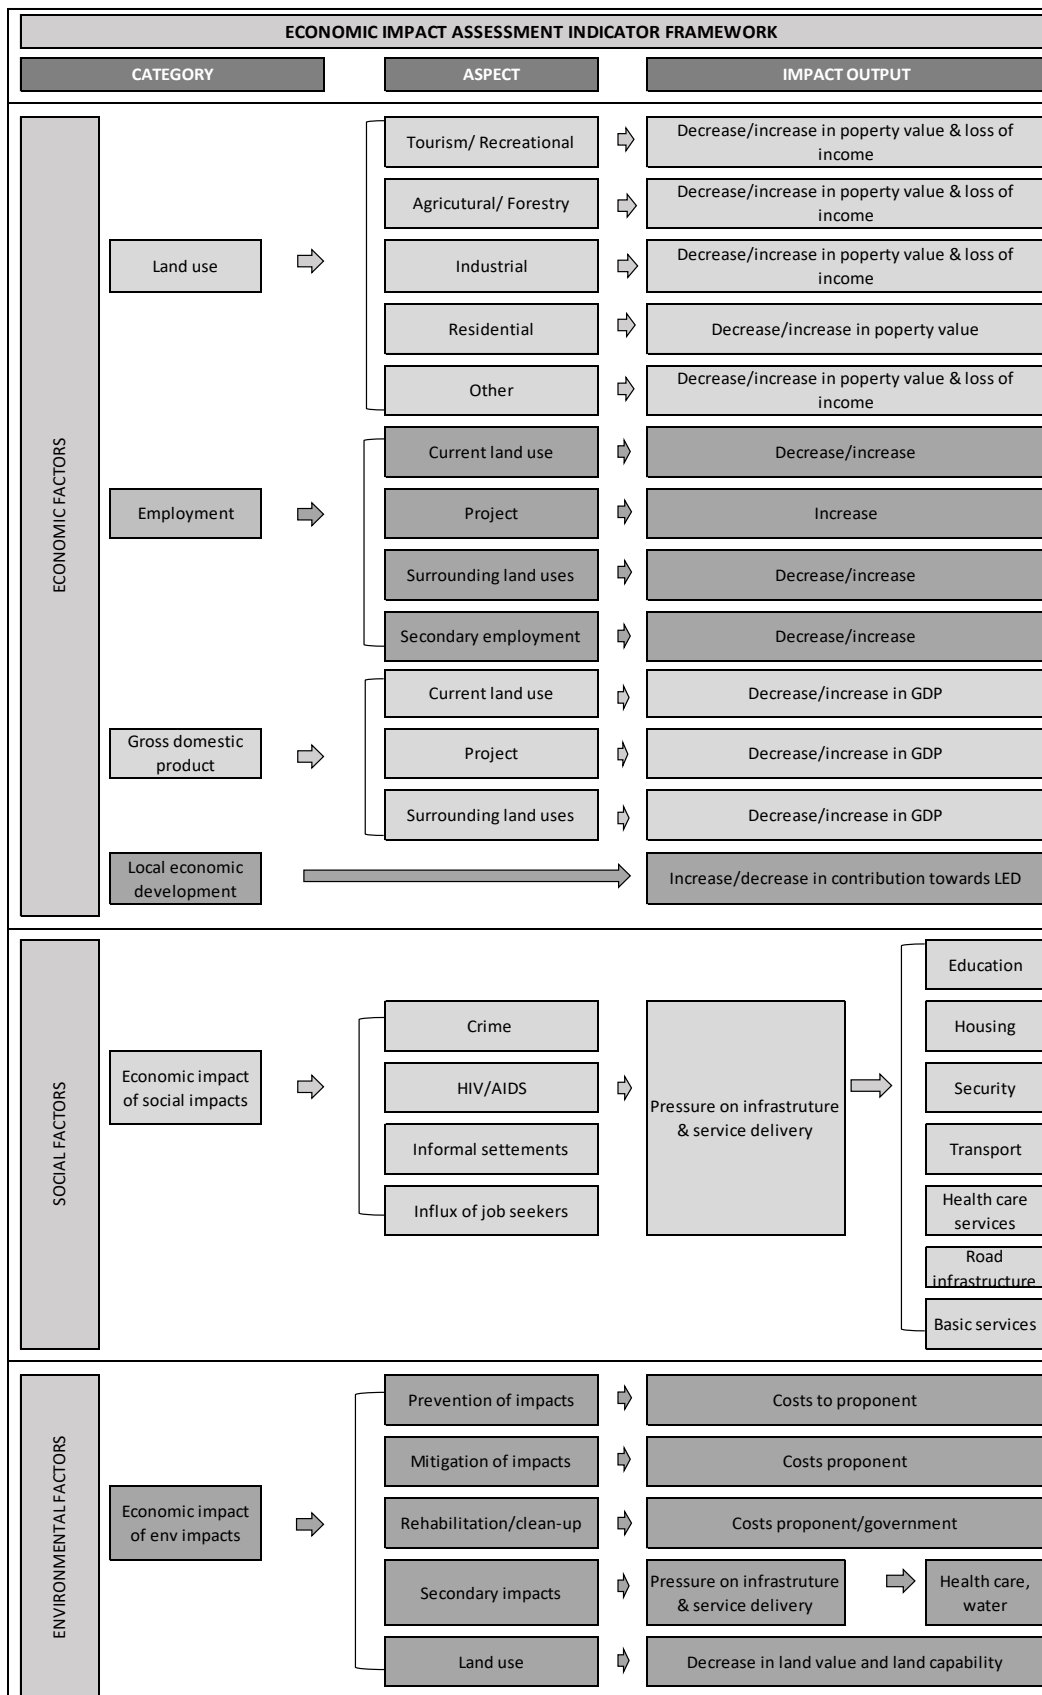 ECONOMIC IMPACT ASSESSMENT INDICATOR FRAMEWORK
CATEGORY
ASPECT
IMPACT OUTPUT
ECONOMIC FACTORS
Land use
Tourism/ Recreational
Decrease/increase in poperty value & loss of
income
Agricutural/ Forestry
Decrease/increase in poperty value & loss of
income
Industrial
Decrease/increase in poperty value & loss of
income
Residential
Decrease/increase in poperty value
Other
Decrease/increase in poperty value & loss of
income
Employment
Current land use
Decrease/increase
Project
Increase
Surrounding land uses
Decrease/increase
Secondary employment
Decrease/increase
Gross domestic
product
Current land use
Decrease/increase in GDP
Project
Decrease/increase in GDP
Surrounding land uses
Decrease/increase in GDP
Local economic
development
Increase/decrease in contribution towards LED
SOCIAL FACTORS
Economic impact
of social impacts
Crime
HIV/AIDS
Informal settements
Influx of job seekers
Pressure on infrastruture
& service delivery
Education
Housing
Security
Transport
Health care
services
Road
infrastructure
Basic services
ENVIRONMENTAL FACTORS
Economic impact
of env impacts
Prevention of impacts
Costs to proponent
Mitigation of impacts
Costs proponent
Rehabilitation/clean-up
Costs proponent/government
Secondary impacts
Pressure on infrastruture
& service delivery
Health care,
water
Land use
Decrease in land value and land capability